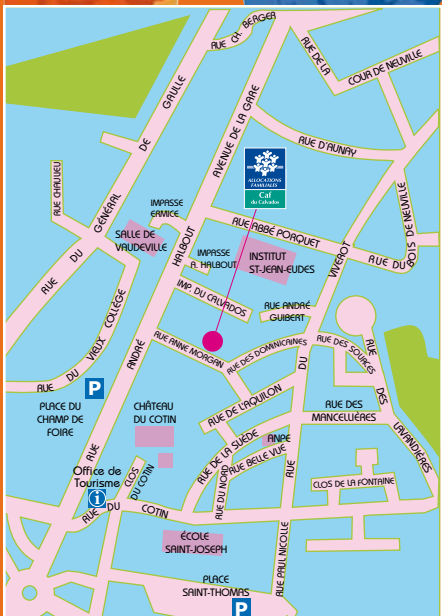 RUE CH. BERGER
RUE DE LA
COUR DE NEUVILLE
RUE DU GÉNÉRAL DE GAULLE
AVENUE DE LA GARE
RUE D'AUNAY
ALLOCATIONS
FAMILIALES
Caf
du Calvados
RUE CHAULIEU
IMPASSE
ERMICE
RUE ABBÉ PORQUET
RUE DU BOIS DE NEUVILLE
SALLE DE
VAUDEVILLE
IMPASSE
A. HALBOUT
INSTITUT
ST-JEAN-EUDES
IMP. DU CALVADOS
RUE ANDRÉ
GUIBERT
RUE DU VIVEROT
RUE DU VIEUX COLLÈGE
RUE ANDRÉ HALBOUT
RUE ANNE MORGAN
RUE DES DOMINICAINES
RUE DES SOURCES
RUE DES LAVANDIÈRES
P
PLACE DU
CHAMP DE
FOIRE
CHÂTEAU
DU COTIN
RUE DE L'AQUILON
RUE DES
MANCELLIÈRES
RUE DE LA SUÈDE
ANPE
RUE BELLE VUE
RUE DU NORD
Office de
Tourisme
i
CLOS
DU COTIN
CLOS DE LA FONTAINE
RUE DU COTIN
ÉCOLE
SAINT-JOSEPH
RUE PAUL NICOLLE
PLACE
SAINT-THOMAS
P